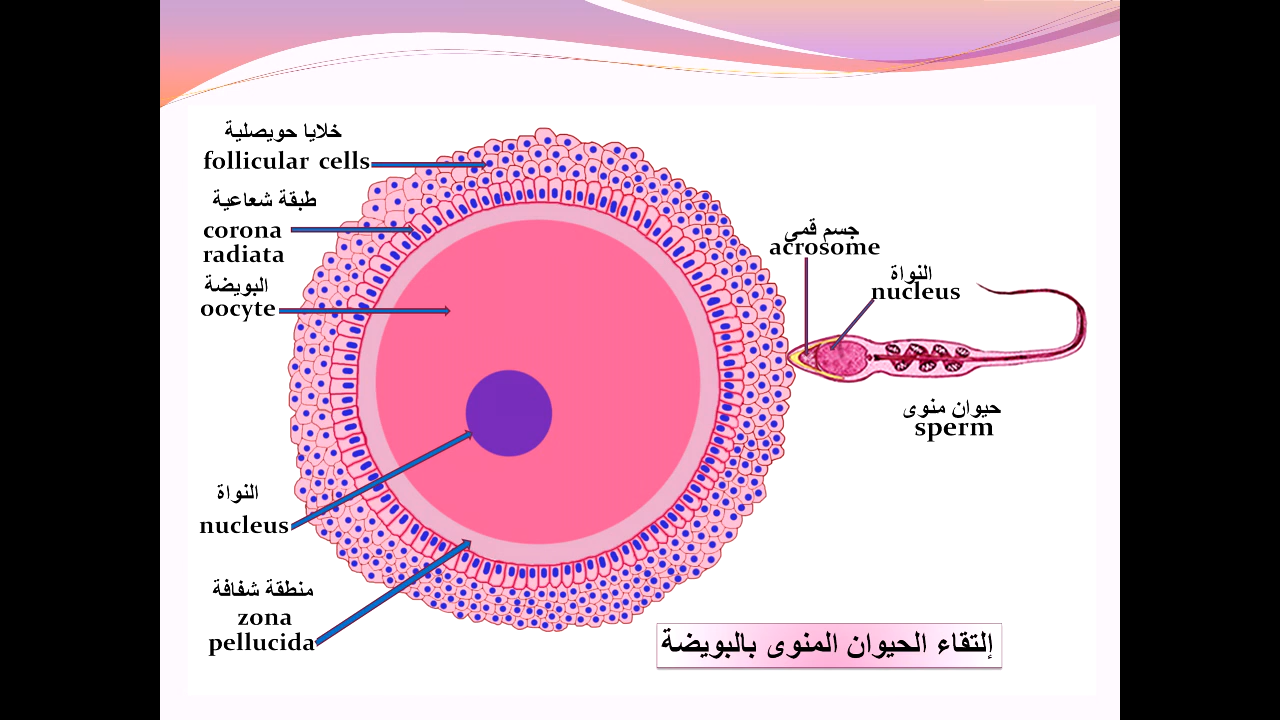 خلايا حويصلية
follicular cells
طبقة شعاعية
corona
radiata
البويضة
oocyte
النواة
nucleus
منطقة شفافة
zona
pellucida
جسم قمى
acrosome
النواة
nucleus
حيوان منوى
sperm
إلتقاء الحيوان المنوى بالبويضة